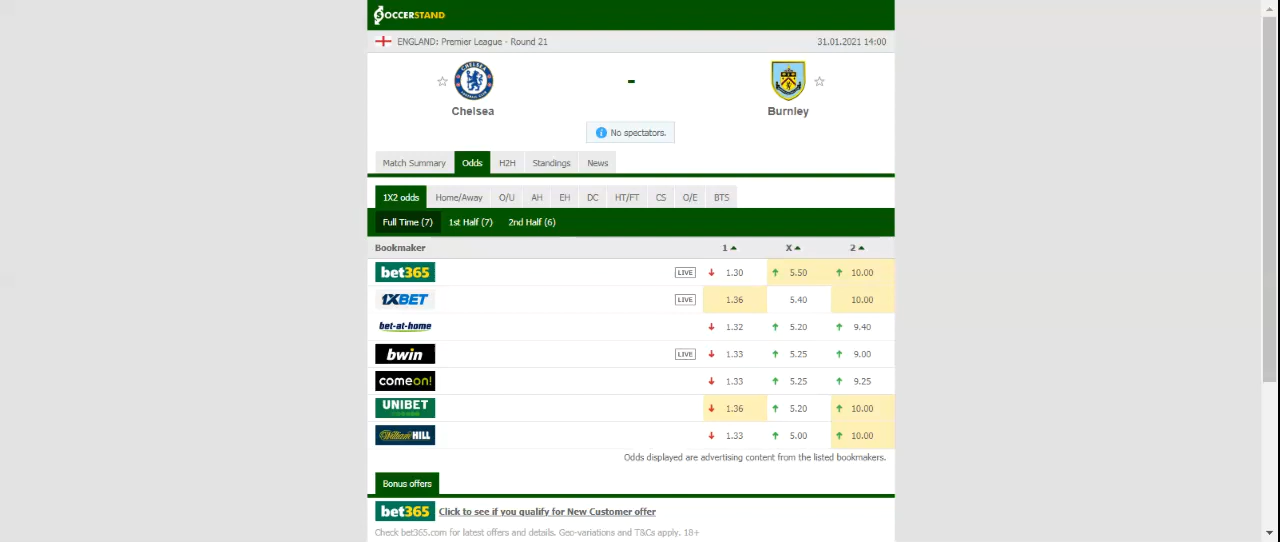 SOCCERSTAND
ENGLAND: Premier League - Round 21 31.01.2021 14:00
-
Chelsea Burnley
No spectators.
Match Summary Odds H2H Standings News
1X2 odds Home/Away O/U AH EH DC HT/FT CS O/E BTS
Full Time (7) 1st Half (7) 2nd Half (6)
Bookmaker 1 X 2
bet365 LIVE 1.30 5.50 10.00
1XBET LIVE 1.36 5.40 10.00
bet-at-home 1.32 5.20 9.40
bwin LIVE 1.33 5.25 9.00
comeon! 1.33 5.25 9.25
UNIBET 1.36 5.20 10.00
William HILL 1.33 5.00 10.00
Odds displayed are advertising content from the listed bookmakers.
Bonus offers
bet365 Click to see if you qualify for New Customer offer
Check bet365.com for latest offers and details. Geo-variations and T&Cs apply. 18+